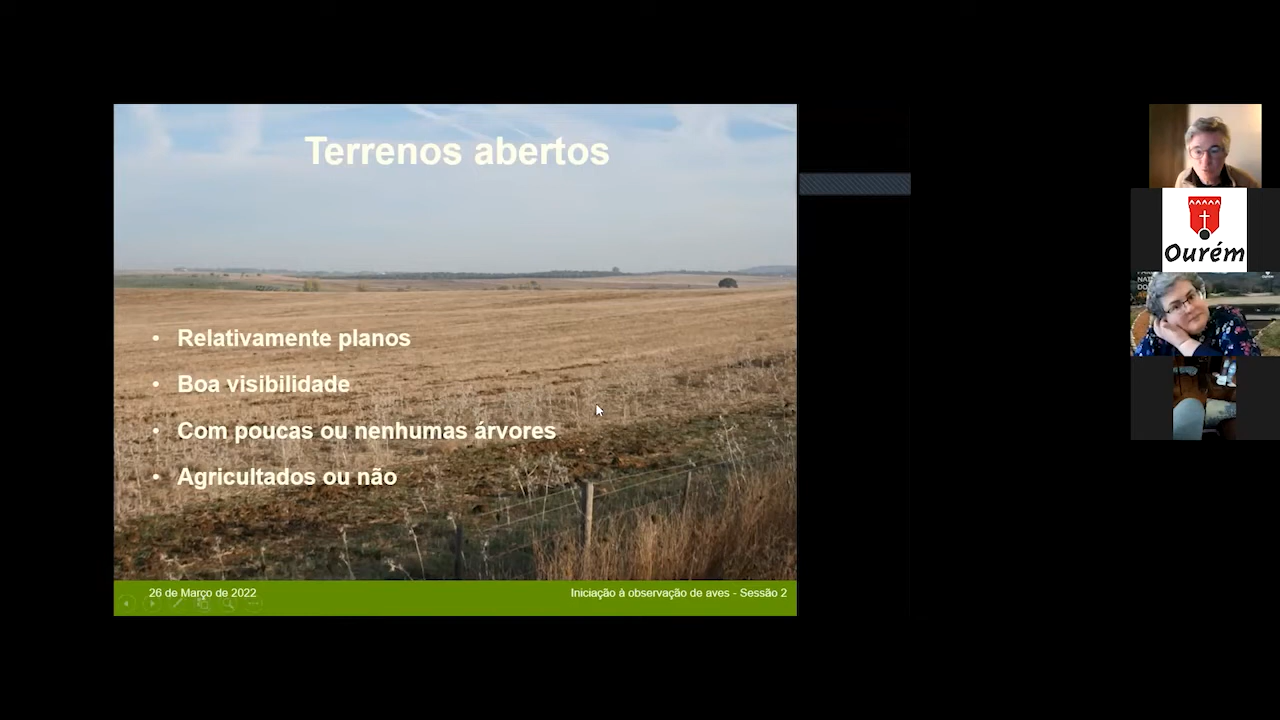 Terrenos abertos
• Relativamente planos
• Boa visibilidade
• Com poucas ou nenhumas árvores
• Agricultados ou não
26 de Março de 2022
Iniciação á observação de aves - Sessão 2
Ourém